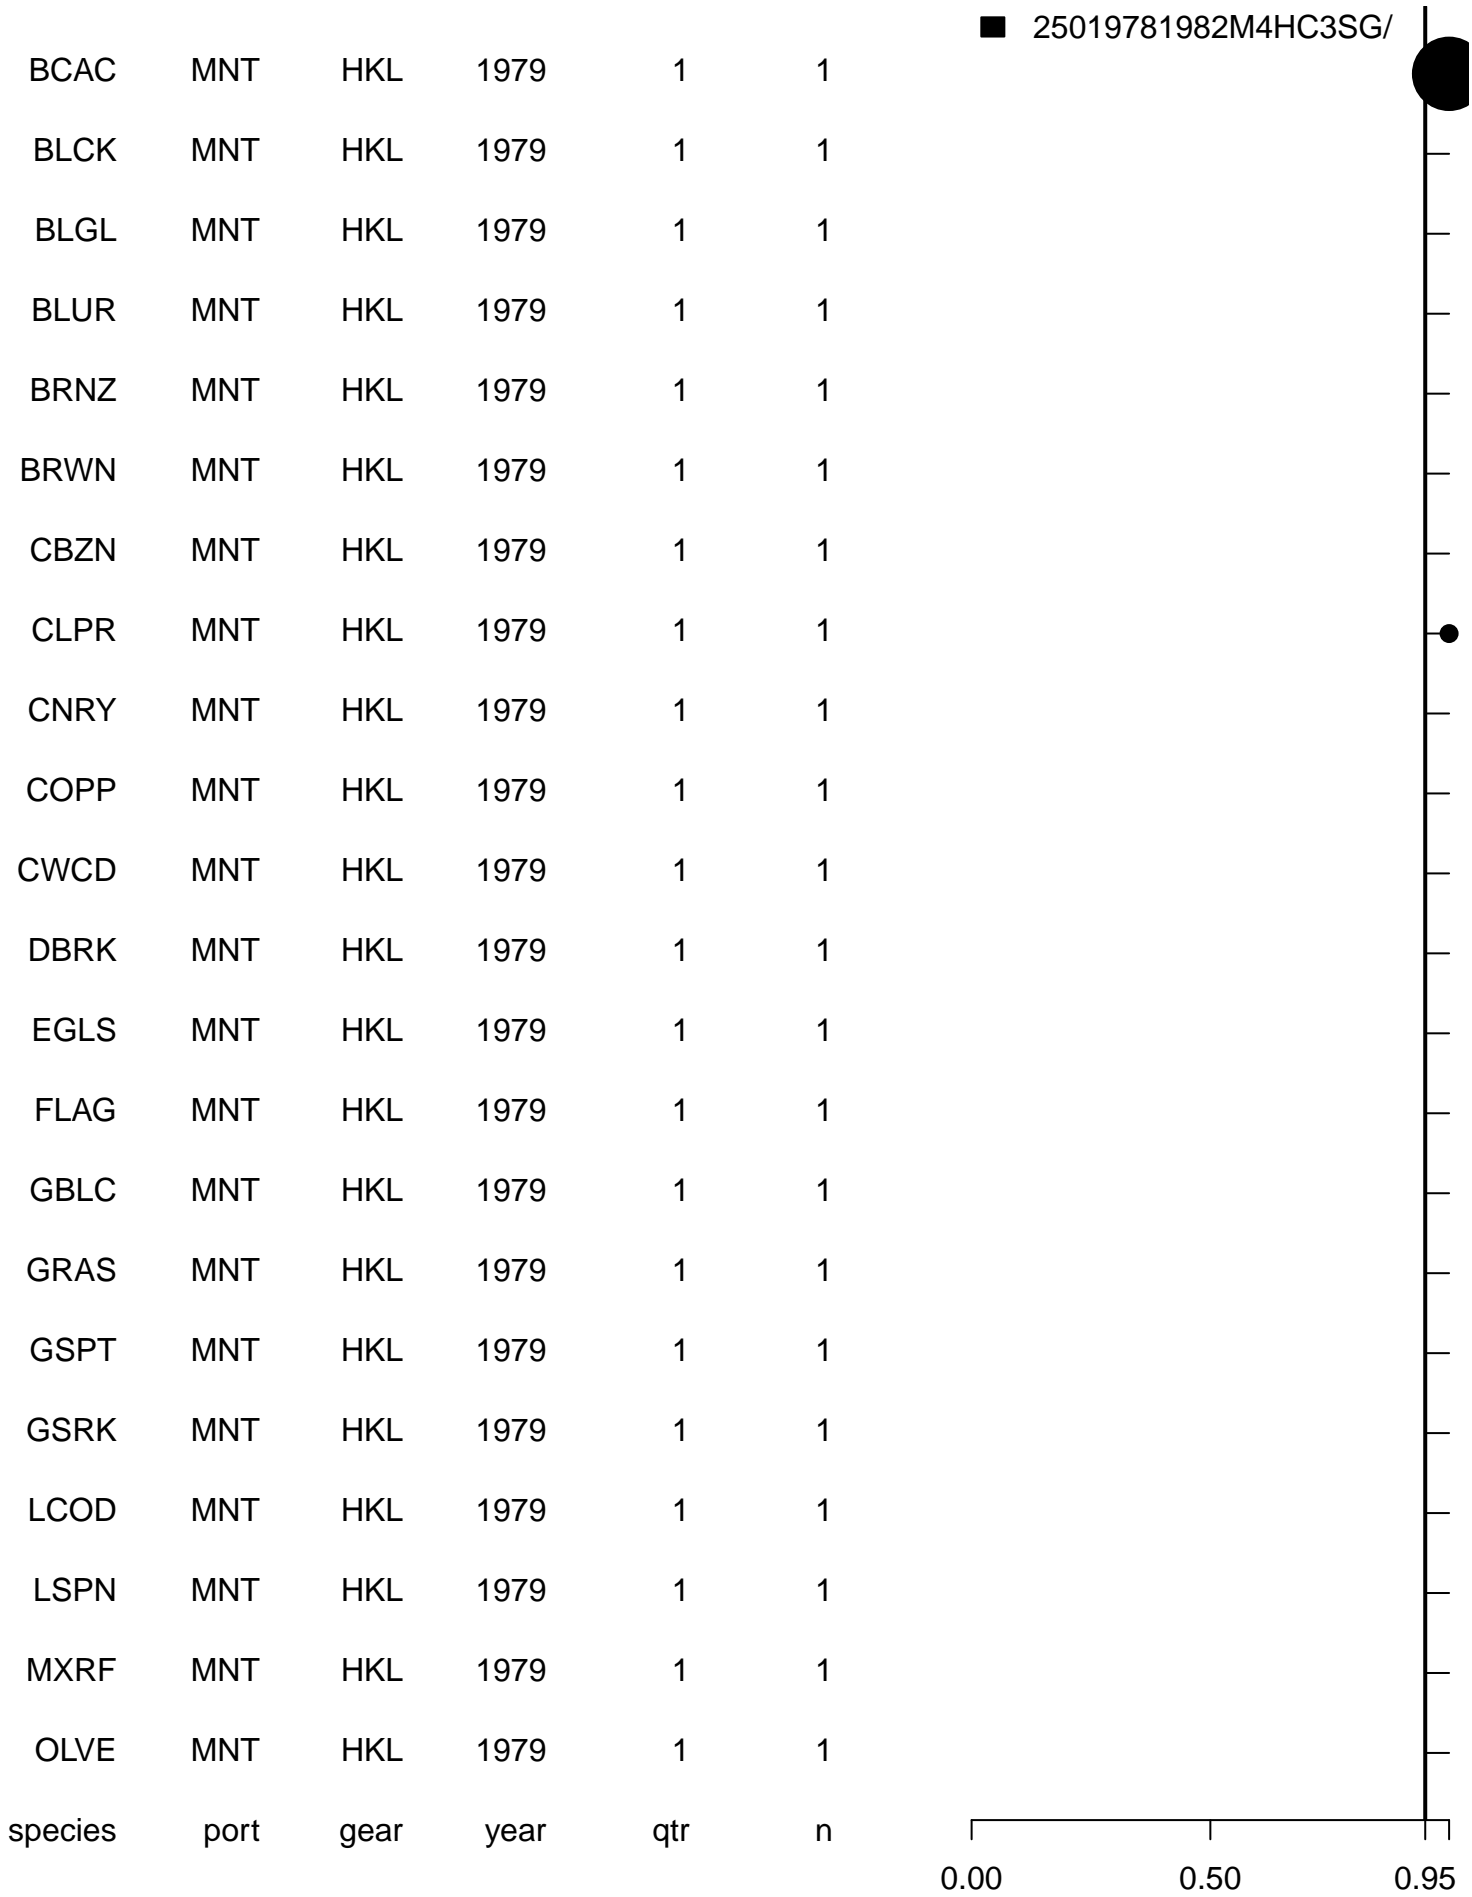 25019781982M4HC3SG/
BCAC MNT HKL 1979 1 1
BLCK MNT HKL 1979 1 1
BLGL MNT HKL 1979 1 1
BLUR MNT HKL 1979 1 1
BRNZ MNT HKL 1979 1 1
BRWN MNT HKL 1979 1 1
CBZN MNT HKL 1979 1 1
CLPR MNT HKL 1979 1 1
CNRY MNT HKL 1979 1 1
COPP MNT HKL 1979 1 1
CWCD MNT HKL 1979 1 1
DBRK MNT HKL 1979 1 1
EGLS MNT HKL 1979 1 1
FLAG MNT HKL 1979 1 1
GBLC MNT HKL 1979 1 1
GRAS MNT HKL 1979 1 1
GSPT MNT HKL 1979 1 1
GSRK MNT HKL 1979 1 1
LCOD MNT HKL 1979 1 1
LSPN MNT HKL 1979 1 1
MXRF MNT HKL 1979 1 1
OLVE MNT HKL 1979 1 1
species port gear year qtr n
0.00 0.50 0.95